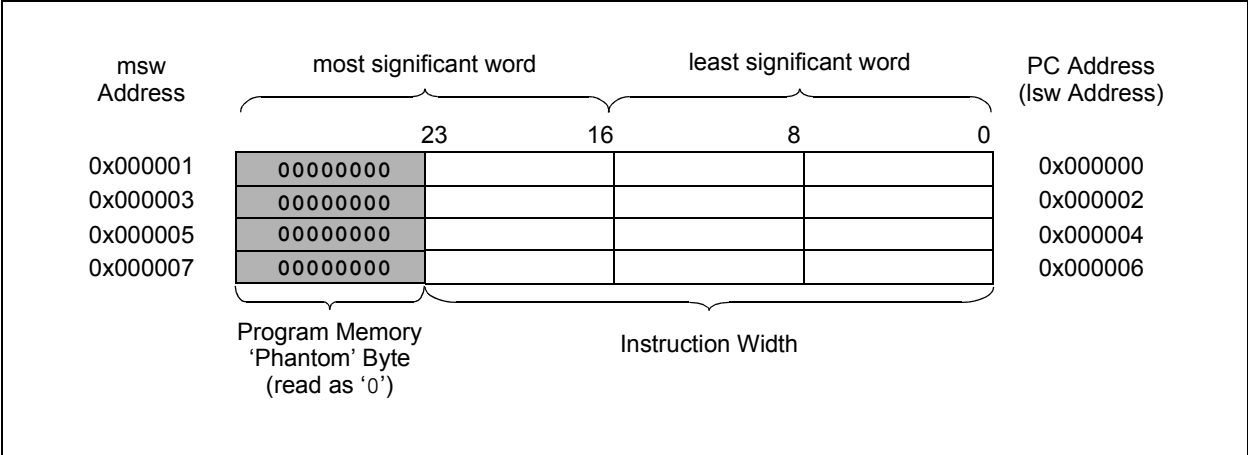 msw
Address
most significant word
least significant word
PC Address
(lsw Address)
23
16
8
0
0x000001
00000000
0x000000
0x000003
00000000
0x000002
0x000005
00000000
0x000004
0x000007
00000000
0x000006
Program Memory
‘Phantom’ Byte
(read as ‘0’)
Instruction Width